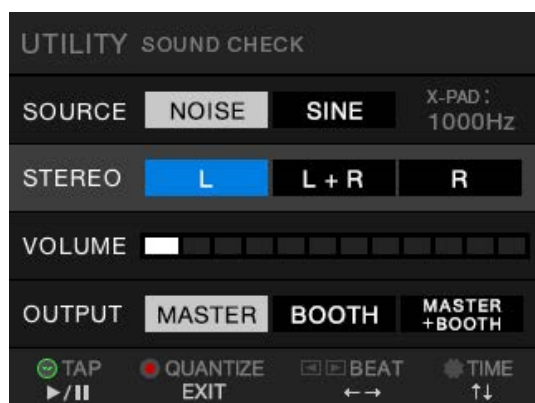 UTILITY SOUND CHECK
SOURCE NOISE SINE X-PAD: 1000Hz
STEREO L L + R R
VOLUME
OUTPUT MASTER BOOTH MASTER +BOOTH
TAP QUANTIZE BEAT TIME
▶/II EXIT ←→ ↑↓